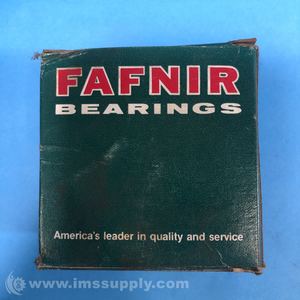 FAFNIR
BEARINGS
America's leader in quality and service
© www.imssupply.com